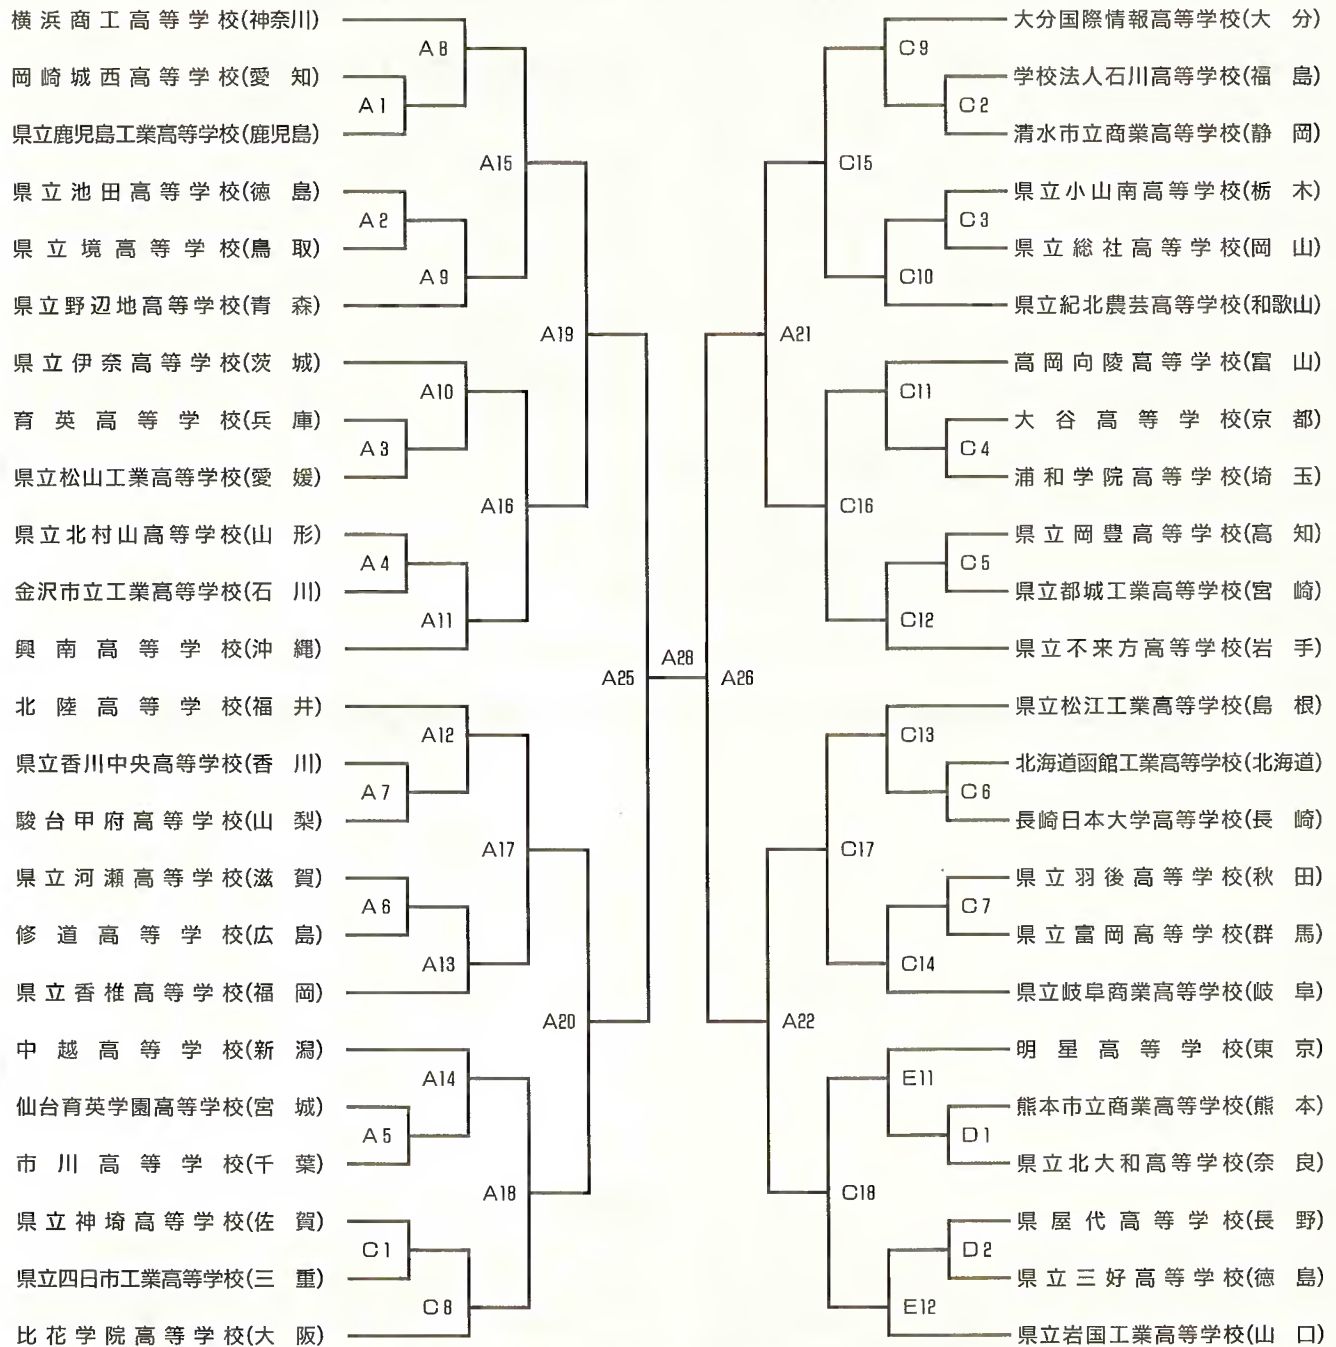 横浜商工高等学校(神奈川)
A8
岡崎城西高等学校(愛 知)
A1
県立鹿児島工業高等学校(鹿児島)
A15
県立池田高等学校(徳 島)
A2
県立境高等学校(鳥 取)
A9
県立野辺地高等学校(青 森)
A19
県立伊奈高等学校(茨 城)
A10
育英高等学校(兵 庫)
A3
県立松山工業高等学校(愛 媛)
A16
県立北村山高等学校(山 形)
A4
金沢市立工業高等学校(石 川)
A11
興南高等学校(沖 縄)
A25
北陸高等学校(福 井)
A12
県立香川中央高等学校(香 川)
A7
駿台甲府高等学校(山 梨)
A17
県立河瀬高等学校(滋 賀)
A6
修道高等学校(広 島)
A13
県立香椎高等学校(福 岡)
A20
中越高等学校(新 潟)
A14
仙台育英学園高等学校(宮 城)
A5
市川高等学校(千 葉)
A18
県立神埼高等学校(佐 賀)
C1
県立四日市工業高等学校(三 重)
C8
比花学院高等学校(大 阪)
A28
大分国際情報高等学校(大 分)
C9
学校法人石川高等学校(福 島)
C2
清水市立商業高等学校(静 岡)
C15
県立小山南高等学校(栃 木)
C3
県立総社高等学校(岡 山)
C10
県立紀北農芸高等学校(和歌山)
A21
高岡向陵高等学校(富 山)
C11
大谷高等学校(京 都)
C4
浦和学院高等学校(埼 玉)
C16
県立岡豊高等学校(高 知)
C5
県立都城工業高等学校(宮 崎)
C12
県立不来方高等学校(岩 手)
A26
県立松江工業高等学校(島 根)
C13
北海道函館工業高等学校(北海道)
C6
長崎日本大学高等学校(長 崎)
C17
県立羽後高等学校(秋 田)
C7
県立富岡高等学校(群 馬)
C14
県立岐阜商業高等学校(岐 阜)
A22
明星高等学校(東 京)
E11
熊本市立商業高等学校(熊 本)
D1
県立北大和高等学校(奈 良)
C18
県屋代高等学校(長 野)
D2
県立三好高等学校(徳 島)
E12
県立岩国工業高等学校(山 口)